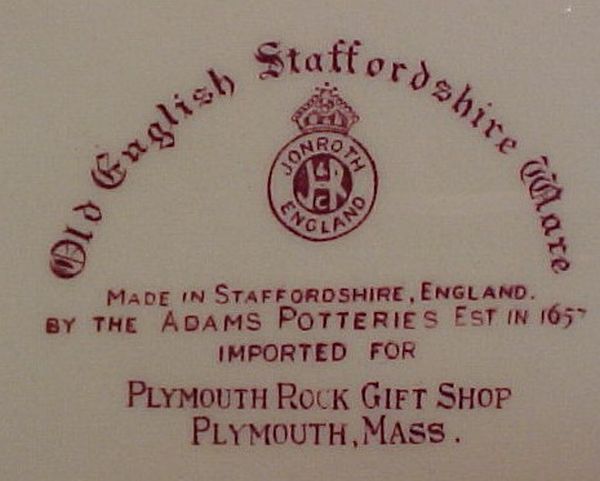 Old English Staffordshire Ware
JONROTH
J&R
C
ENGLAND
MADE IN STAFFORDSHIRE, ENGLAND.
BY THE ADAMS POTTERIES EST IN 1657
IMPORTED FOR
PLYMOUTH ROCK GIFT SHOP
PLYMOUTH, MASS.